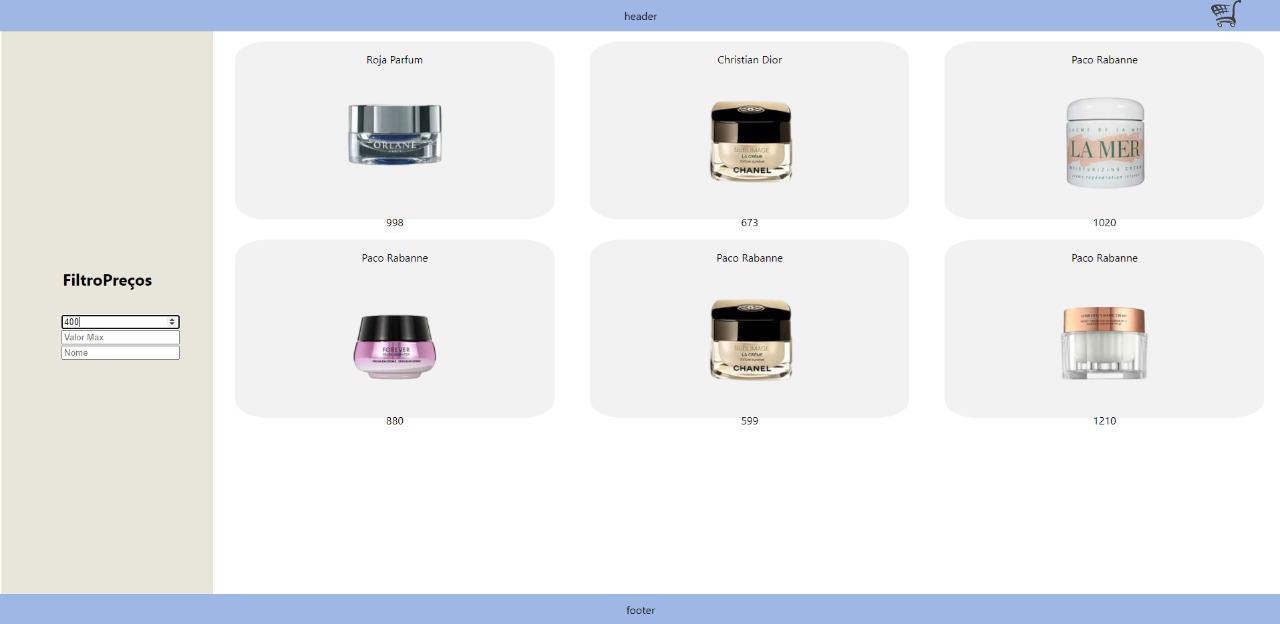 header
FiltroPreços
400
Valor Max
Nome
Roja Parfum
ORLANE
998
Christian Dior
SUBLIMAGE
LA CRÈME
CHANEL
673
Paco Rabanne
CRÈME DE LA MER
LA MER
MOISTURIZING CREAM
1020
Paco Rabanne
FOREVER
880
Paco Rabanne
SUBLIMAGE
LA CRÈME
CHANEL
599
Paco Rabanne
1210
footer